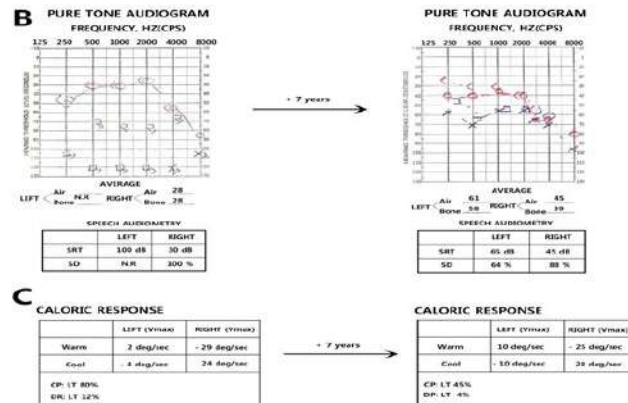 B
PURE TONE AUDIOGRAM
FREQUENCY, HZ(CPS)
125 250 500 1000 2000 4000 8000
AVERAGE
LEFT Air Bone N.R RIGHT Air 28 Bone 28
SPEECH AUDIOMETRY
LEFT RIGHT
SRT 100 dB 30 dB
SD N.R 100 %
+ 7 years
PURE TONE AUDIOGRAM
FREQUENCY, HZ(CPS)
125 250 500 1000 2000 4000 8000
AVERAGE
LEFT Air 61 Bone 58 RIGHT Air 45 Bone 39
SPEECH AUDIOMETRY
LEFT RIGHT
SRT 65 dB 45 dB
SD 64 % 88 %
C
CALORIC RESPONSE
LEFT (Vmax) RIGHT (Vmax)
Warm 2 deg/sec - 29 deg/sec
Cool - 4 deg/sec 24 deg/sec
CP: LT 80%
DP: LT 12%
+ 7 years
CALORIC RESPONSE
LEFT (Vmax) RIGHT (Vmax)
Warm 10 deg/sec - 25 deg/sec
Cool - 10 deg/sec 28 deg/sec
CP: LT 45%
DP: LT 4%